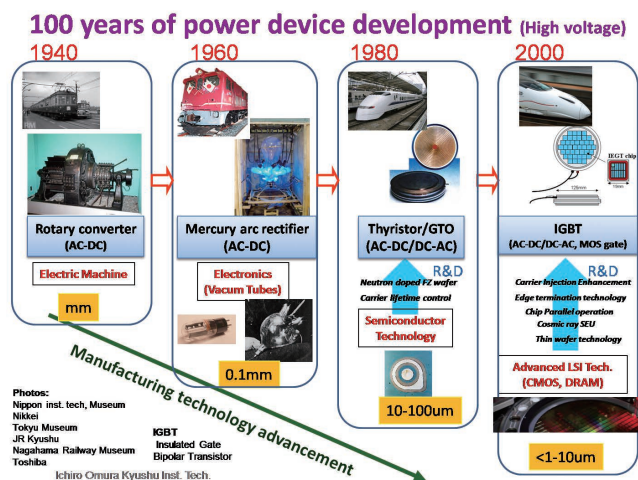 100 years of power device development (High voltage)
1940
1960
1980
2000
IEGT chip
Rotary converter
(AC-DC)
Mercury arc rectifier
(AC-DC)
Thyristor/GTO
(AC-DC/DC-AC)
IGBT
(AC-DC/DC-AC, MOS gate)
Electric Machine
Electronics
(Vacum Tubes)
R&D
Neutron doped FZ wafer
Carrier lifetime control
R&D
Carrier Injection Enhancement
Edge termination technology
Chip Parallel operation
Cosmic ray SEU
Thin wafer technology
Semiconductor
Technology
Advanced LSI Tech.
(CMOS, DRAM)
mm
0.1mm
10-100um
<1-10um
Manufacturing technology advancement
Photos:
Nippon inst. tech, Museum
Nikkei
Tokyu Museum
JR Kyushu
Nagahama Railway Museum
Toshiba
IGBT
Insulated Gate
Bipolar Transistor
Ichiro Omura Kyushu Inst. Tech.